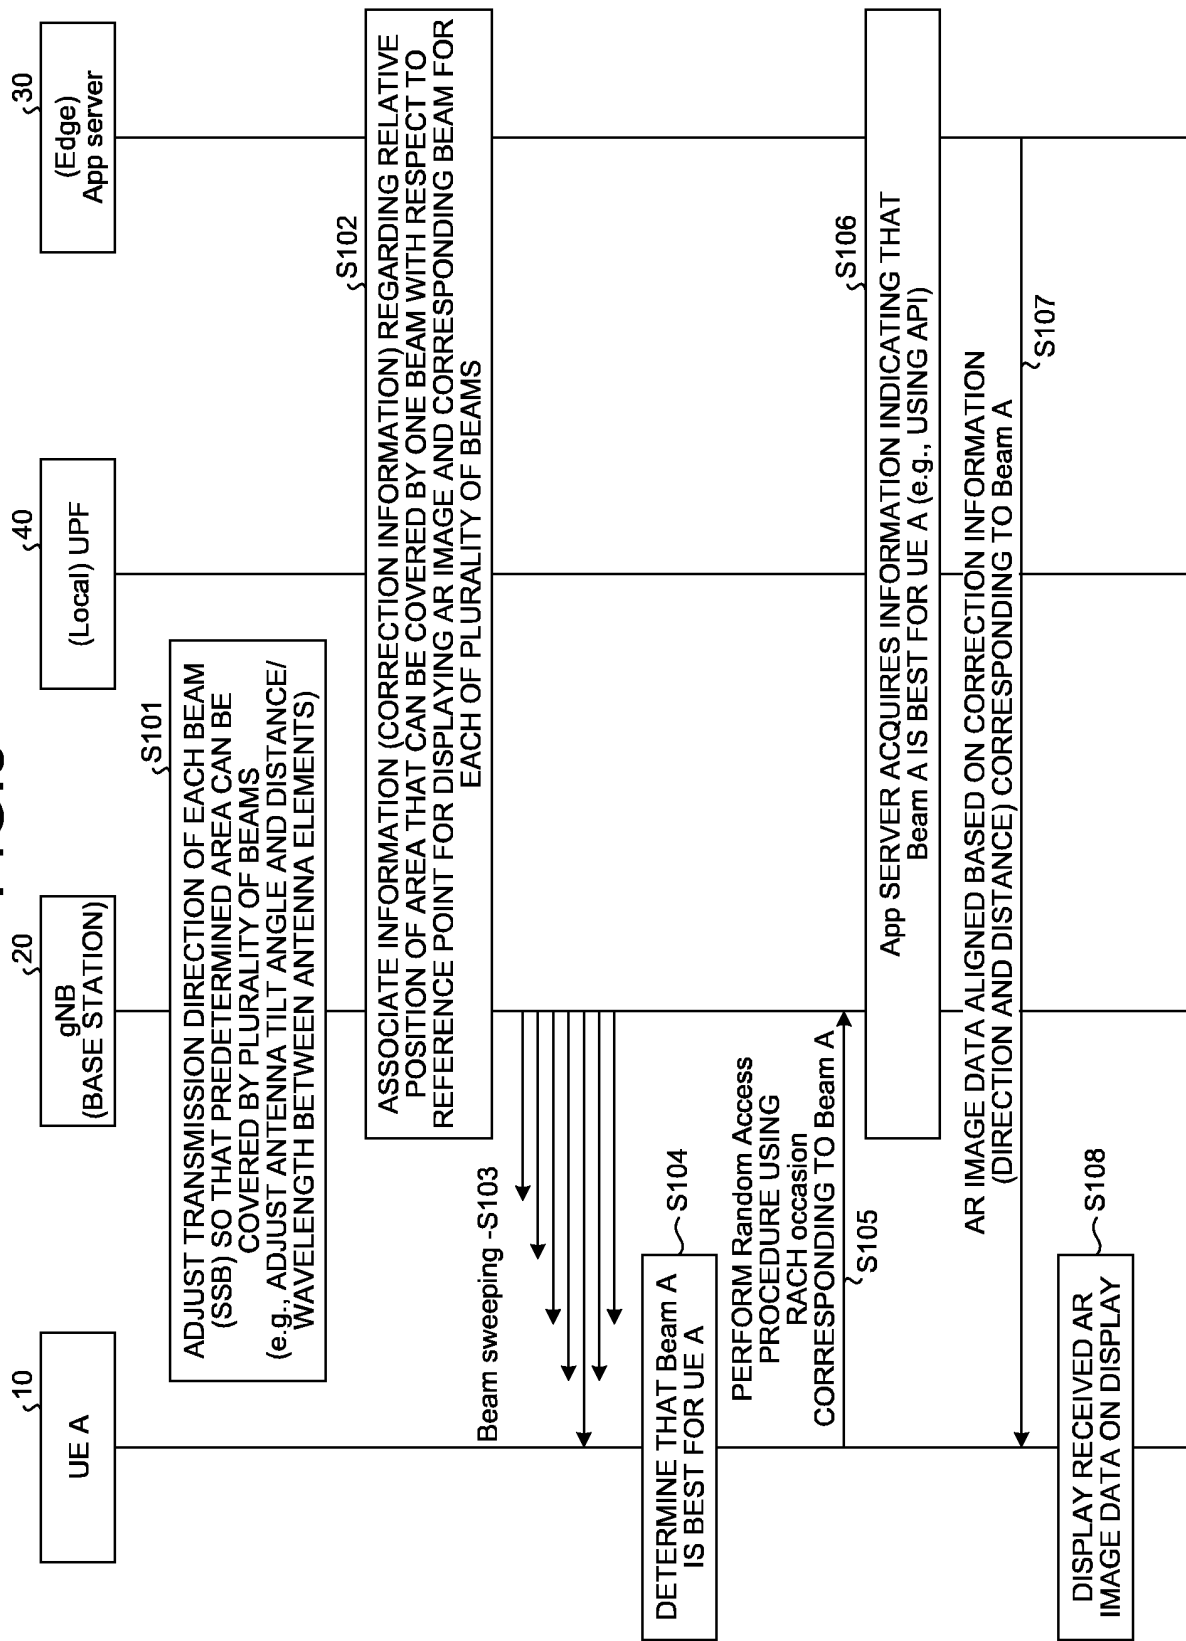 10
UE A
20
gNB
(BASE STATION)
40
(Local) UPF
30
(Edge)
App server
S101
ADJUST TRANSMISSION DIRECTION OF EACH BEAM
(SSB) SO THAT PREDETERMINED AREA CAN BE
COVERED BY PLURALITY OF BEAMS
(e.g., ADJUST ANTENNA TILT ANGLE AND DISTANCE/
WAVELENGTH BETWEEN ANTENNA ELEMENTS)
S102
ASSOCIATE INFORMATION (CORRECTION INFORMATION) REGARDING RELATIVE
POSITION OF AREA THAT CAN BE COVERED BY ONE BEAM WITH RESPECT TO
REFERENCE POINT FOR DISPLAYING AR IMAGE AND CORRESPONDING BEAM FOR
EACH OF PLURALITY OF BEAMS
Beam sweeping -S103
S104
DETERMINE THAT Beam A
IS BEST FOR UE A
PERFORM Random Access
PROCEDURE USING
RACH occasion
CORRESPONDING TO Beam A
S105
S106
App SERVER ACQUIRES INFORMATION INDICATING THAT
Beam A IS BEST FOR UE A (e.g., USING API)
AR IMAGE DATA ALIGNED BASED ON CORRECTION INFORMATION
(DIRECTION AND DISTANCE) CORRESPONDING TO Beam A
S107
S108
DISPLAY RECEIVED AR
IMAGE DATA ON DISPLAY